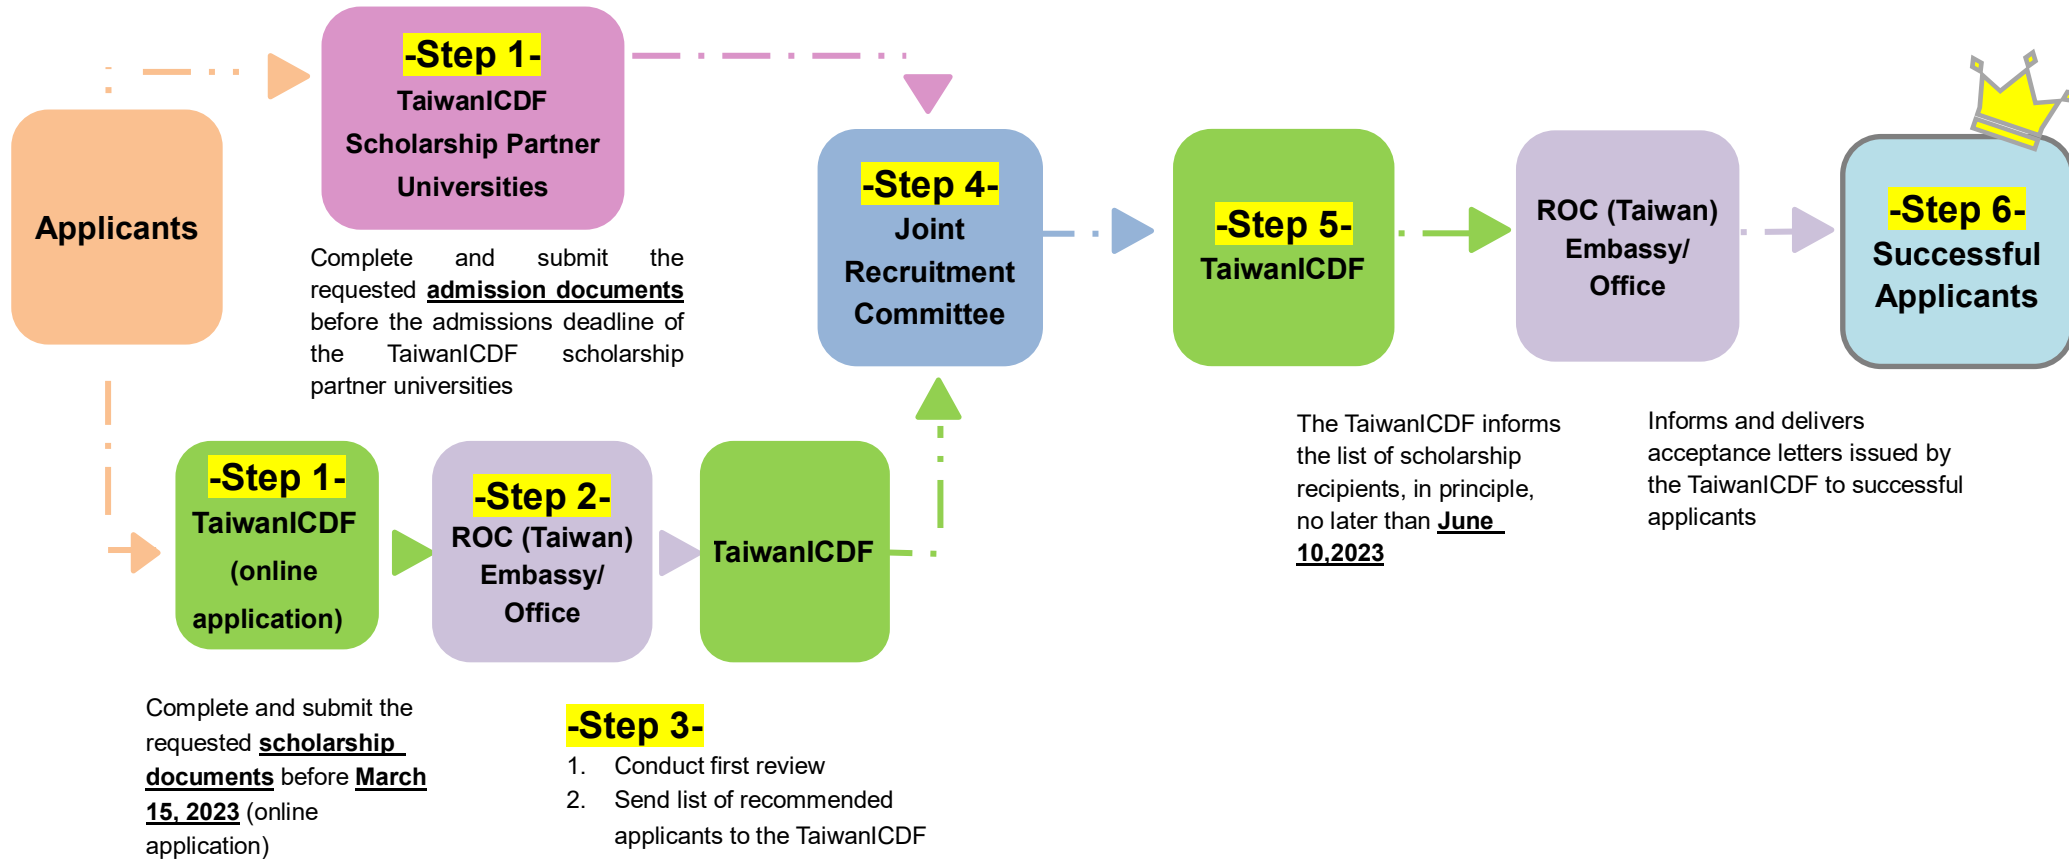 Applicants
-Step 1-
TaiwanICDF
Scholarship Partner
Universities
Complete and submit the
requested admission documents
before the admissions deadline of
the TaiwanICDF scholarship
partner universities
-Step 1-
TaiwanICDF
(online
application)
Complete and submit the
requested scholarship
documents before March
15, 2023 (online
application)
-Step 2-
ROC (Taiwan)
Embassy/
Office
-Step 3-
1. Conduct first review
2. Send list of recommended
applicants to the TaiwanICDF
TaiwanICDF
-Step 4-
Joint
Recruitment
Committee
-Step 5-
TaiwanICDF
The TaiwanICDF informs
the list of scholarship
recipients, in principle,
no later than June
10,2023
ROC (Taiwan)
Embassy/
Office
Informs and delivers
acceptance letters issued by
the TaiwanICDF to successful
applicants
-Step 6-
Successful
Applicants